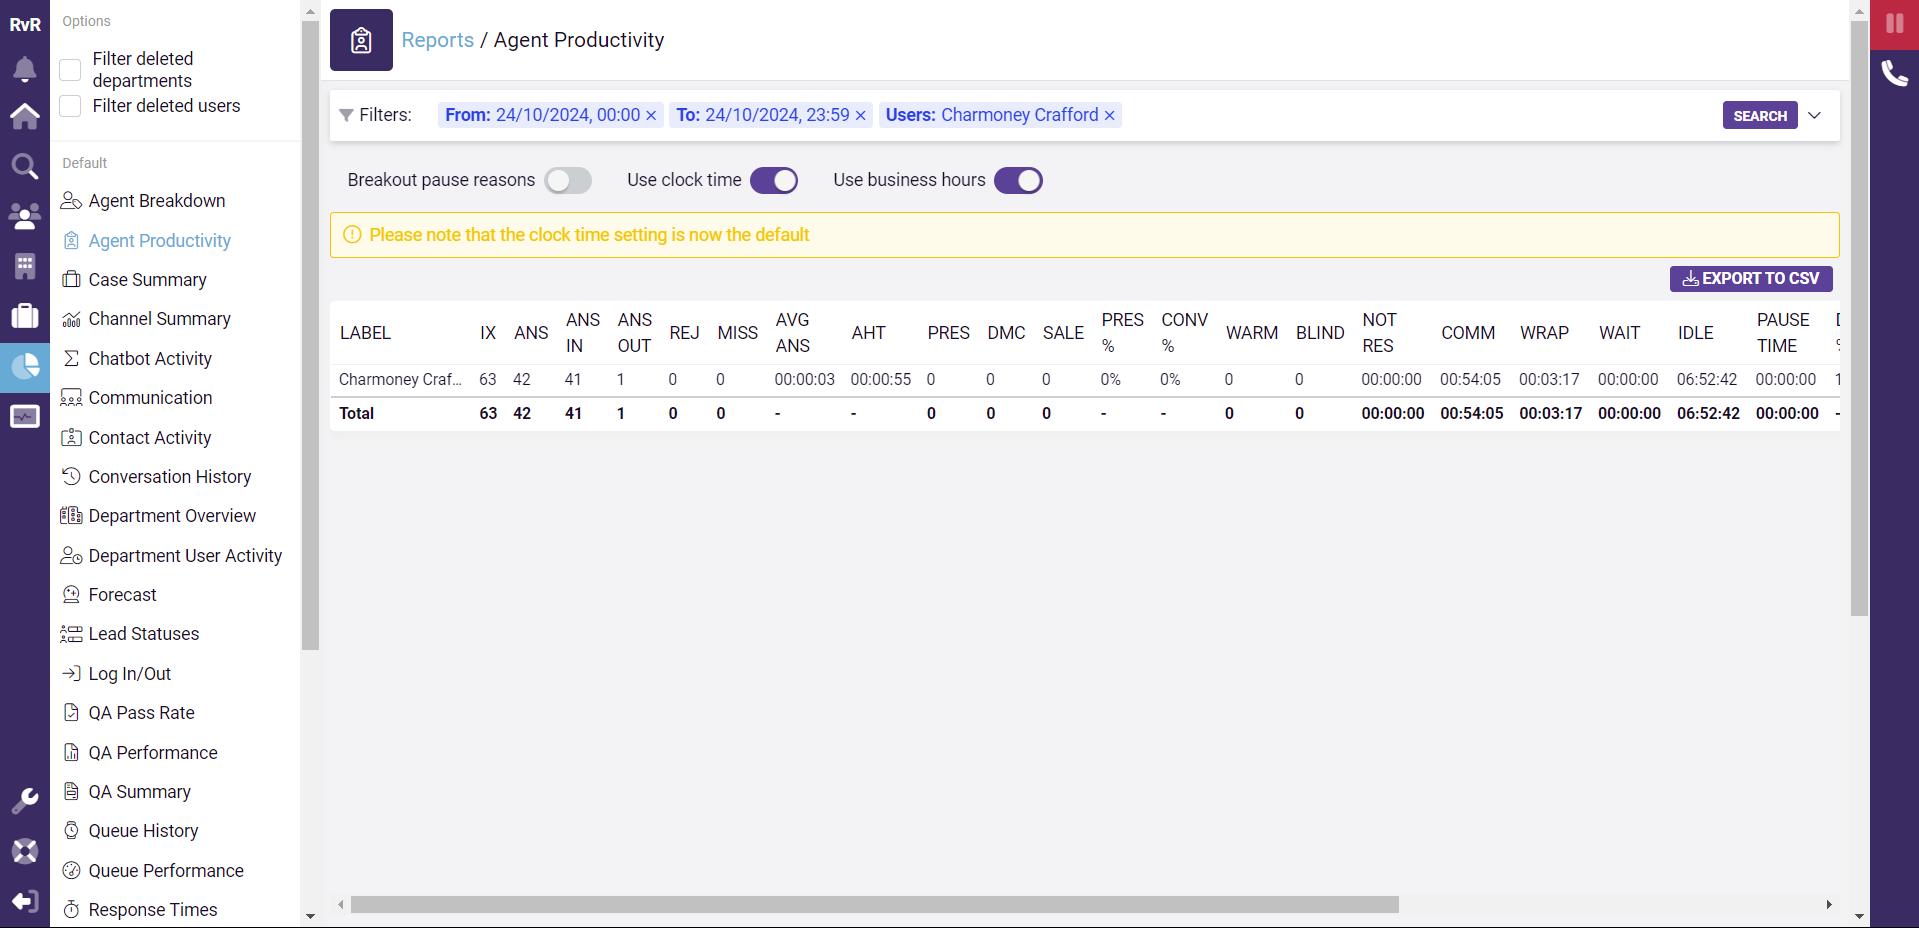 RvR
Options
Filter deleted
departments
Filter deleted users
Default
Agent Breakdown
Agent Productivity
Case Summary
Channel Summary
Chatbot Activity
Communication
Contact Activity
Conversation History
Department Overview
Department User Activity
Forecast
Lead Statuses
Log In/Out
QA Pass Rate
QA Performance
QA Summary
Queue History
Queue Performance
Response Times
Reports / Agent Productivity
Filters: From: 24/10/2024, 00:00 × To: 24/10/2024, 23:59 × Users: Charmoney Crafford × SEARCH
Breakout pause reasons Use clock time Use business hours
Please note that the clock time setting is now the default
EXPORT TO CSV
LABEL IX ANS ANS IN ANS OUT REJ MISS AVG ANS AHT PRES DMC SALE PRES % CONV % WARM BLIND NOT RES COMM WRAP WAIT IDLE PAUSE TIME
Charmoney Craf... 63 42 41 1 0 0 00:00:03 00:00:55 0 0 0 0% 0% 0 0 00:00:00 00:54:05 00:03:17 00:00:00 06:52:42 00:00:00
Total 63 42 41 1 0 0 - - 0 0 0 - - 0 0 00:00:00 00:54:05 00:03:17 00:00:00 06:52:42 00:00:00 -